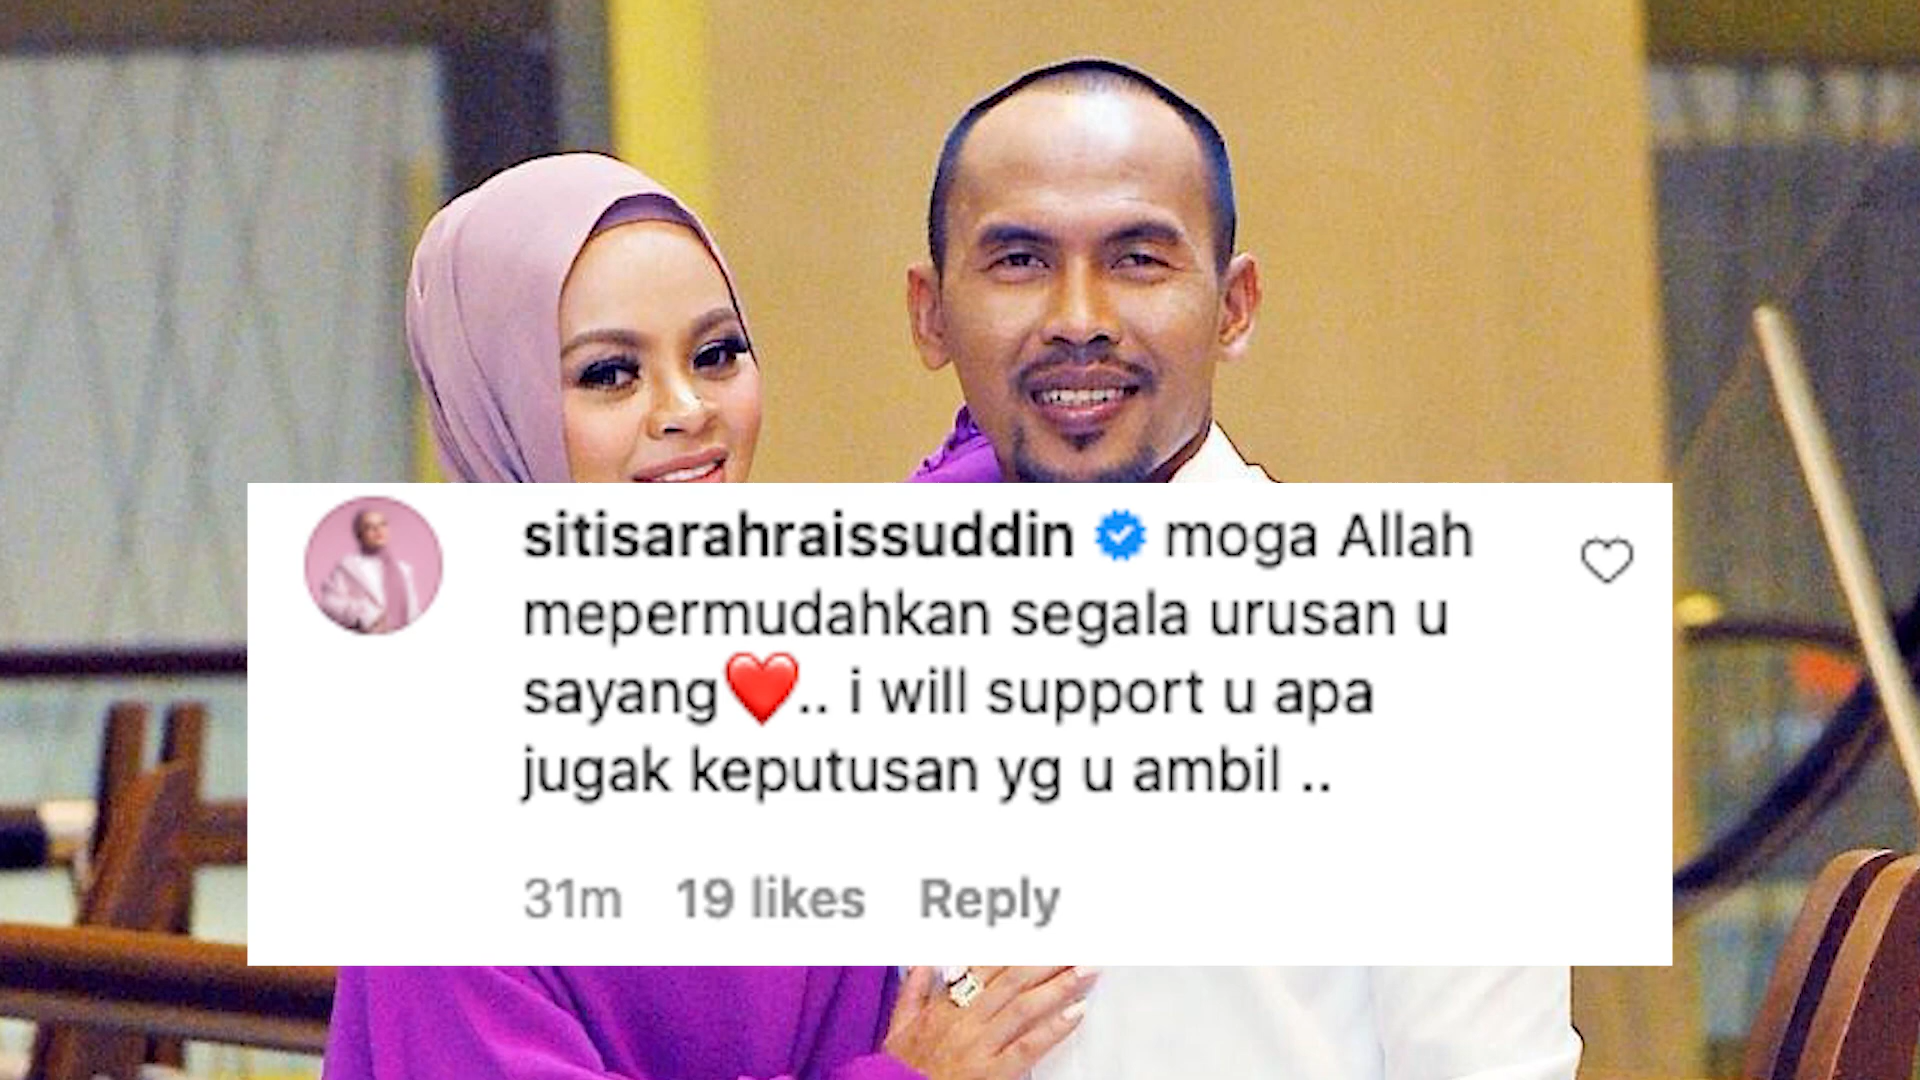 sitisarahraissuddin moga Allah
mepermudahkan segala urusan u
sayang❤️.. i will support u apa
jugak keputusan yg u ambil ..
31m 19 likes Reply